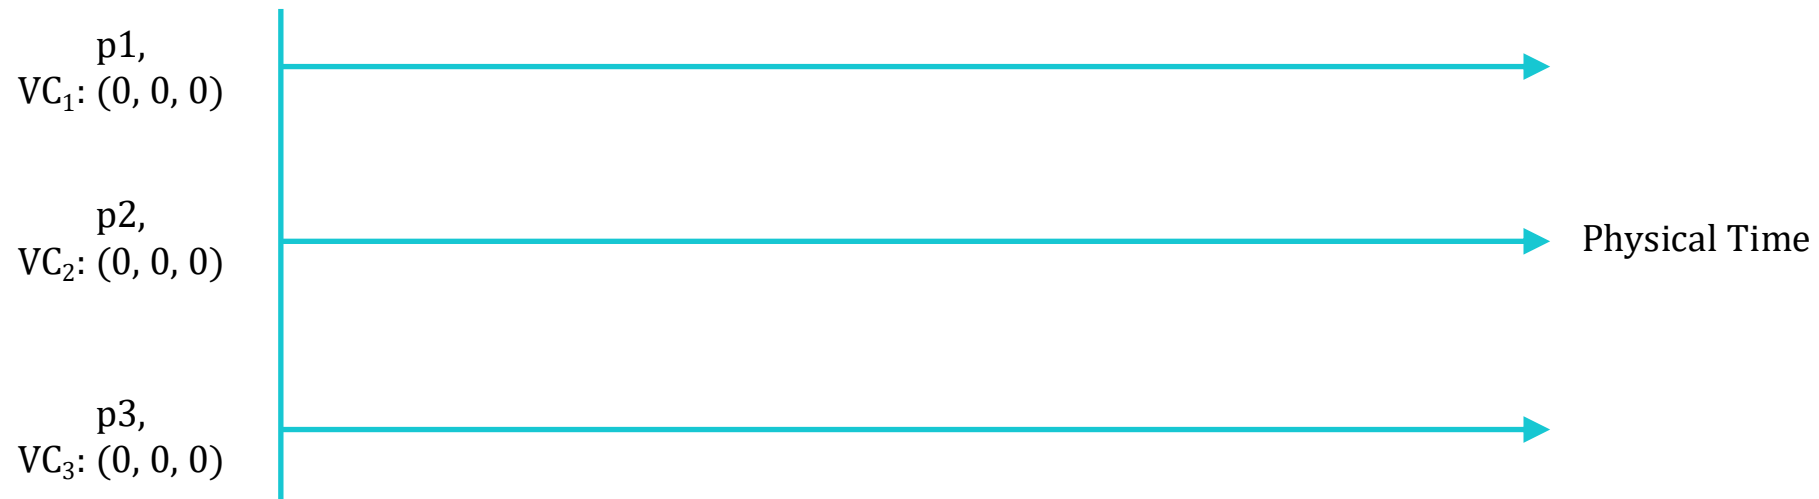 p1,
VC₁: (0, 0, 0)
p2,
VC₂: (0, 0, 0)
Physical Time
p3,
VC₃: (0, 0, 0)